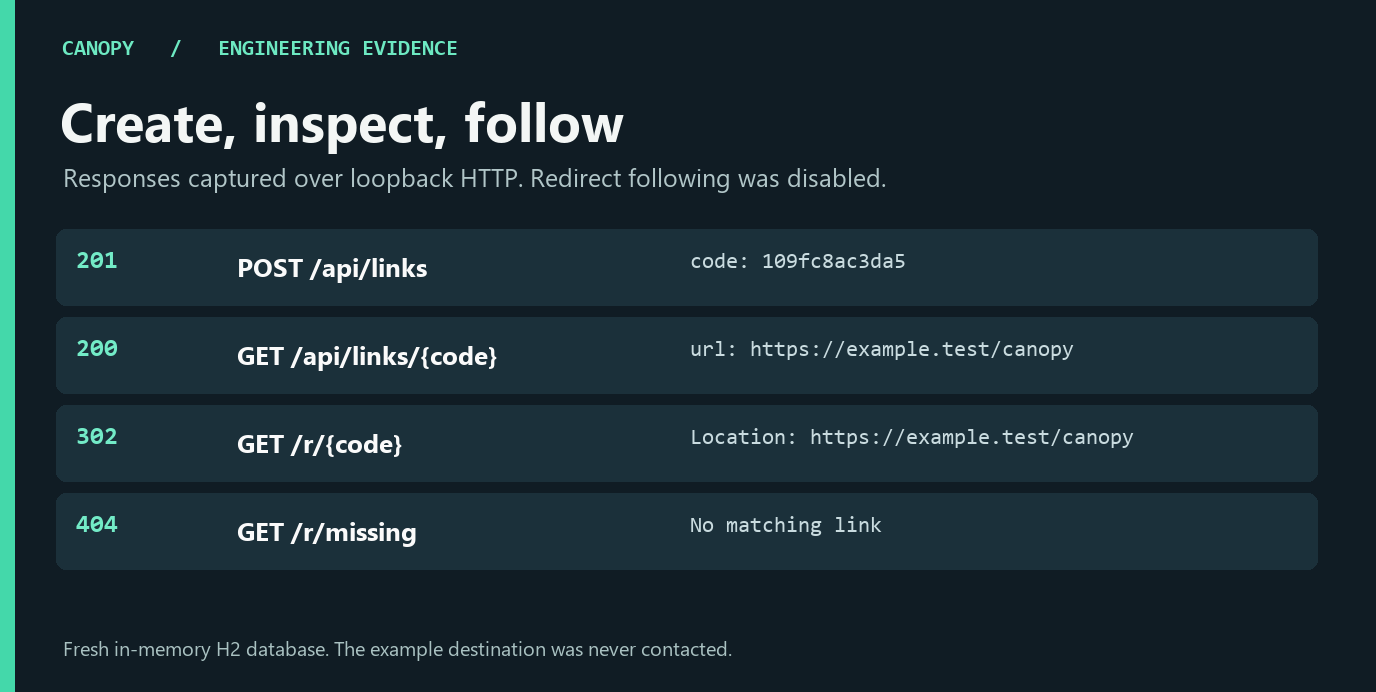 CANOPY / ENGINEERING EVIDENCE
Create, inspect, follow
Responses captured over loopback HTTP. Redirect following was disabled.
201 POST /api/links code: 109fc8ac3da5
200 GET /api/links/{code} url: https://example.test/canopy
302 GET /r/{code} Location: https://example.test/canopy
404 GET /r/missing No matching link
Fresh in-memory H2 database. The example destination was never contacted.